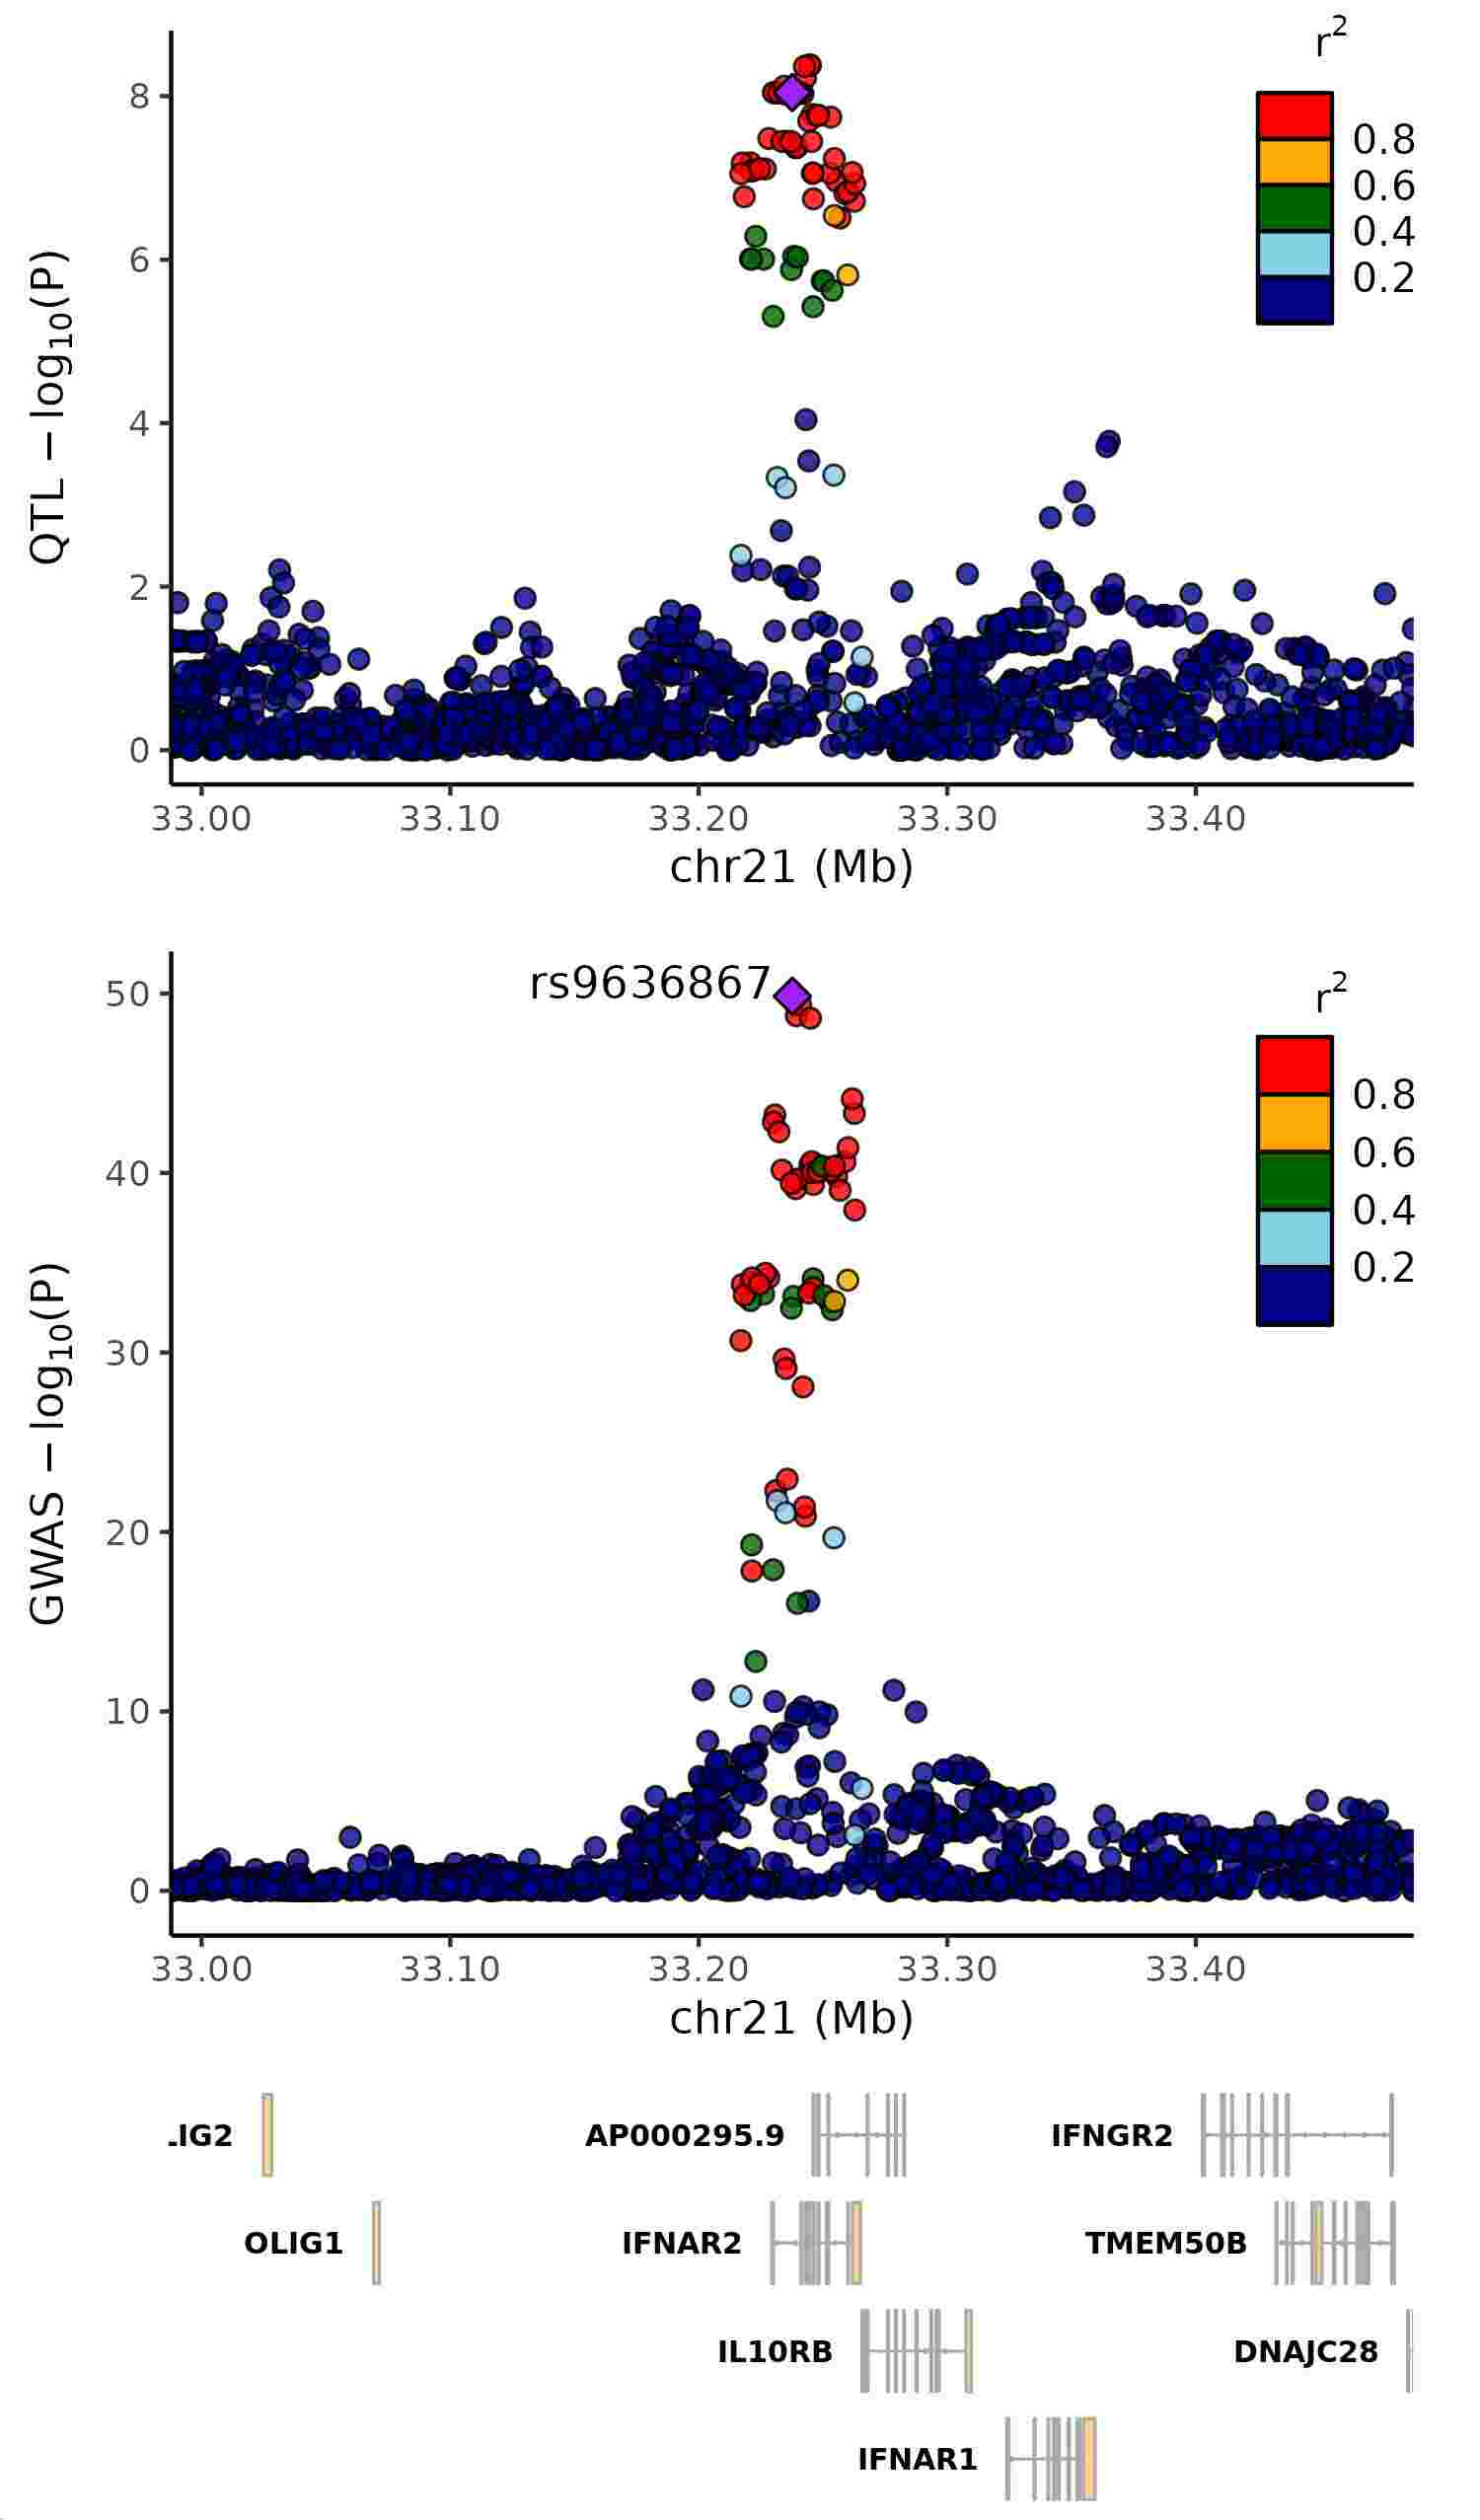 r2
8
6
4
2
0
0.8
0.6
0.4
0.2
QTL − log10(P)
33.00 33.10 33.20 33.30 33.40
chr21 (Mb)
rs9636867
r2
50
40
30
20
10
0
0.8
0.6
0.4
0.2
GWAS − log10(P)
33.00 33.10 33.20 33.30 33.40
chr21 (Mb)
IG2 AP000295.9 IFNGR2
OLIG1 IFNAR2 TMEM50B
IL10RB DNAJC28
IFNAR1